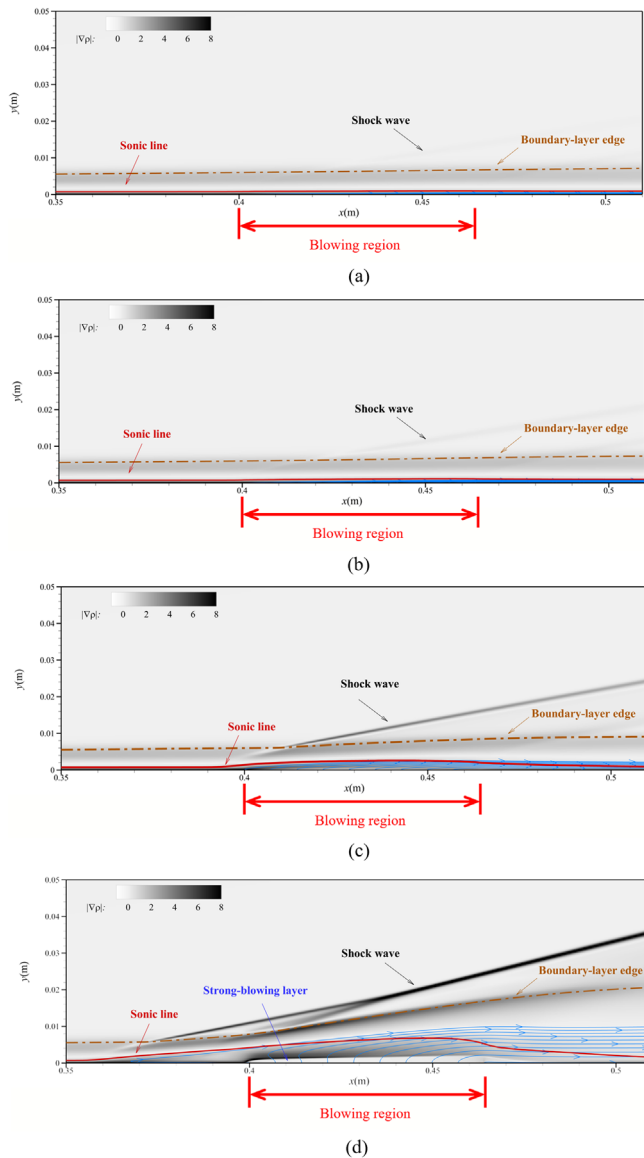 0.05
|∇ρ|: 0 2 4 6 8
0.04
0.03
y(m)
0.02
Shock wave
Boundary-layer edge
Sonic line
0.01
0
0.35 0.4 0.45 0.5
x(m)
Blowing region
(a)
0.05
|∇ρ|: 0 2 4 6 8
0.04
0.03
y(m)
0.02
Shock wave
Boundary-layer edge
Sonic line
0.01
0
0.35 0.4 0.45 0.5
x(m)
Blowing region
(b)
0.05
|∇ρ|: 0 2 4 6 8
0.04
0.03
y(m)
Shock wave
0.02
Boundary-layer edge
Sonic line
0.01
0
0.35 0.4 0.45 0.5
x(m)
Blowing region
(c)
0.05
|∇ρ|: 0 2 4 6 8
0.04
0.03
y(m)
Shock wave
Boundary-layer edge
Strong-blowing layer
0.02
Sonic line
0.01
0
0.35 0.4 0.45 0.5
x(m)
Blowing region
(d)